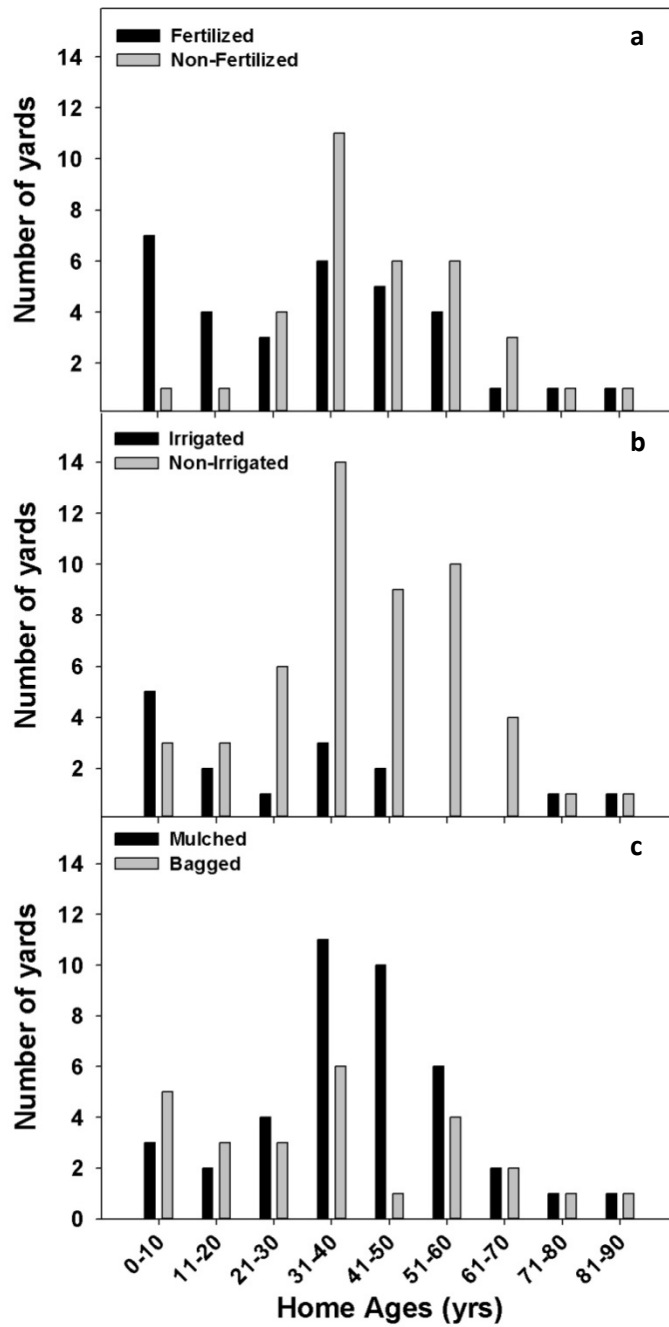 a
Fertilized
Non-Fertilized
14
12
10
8
6
4
2
Number of yards
b
Irrigated
Non-Irrigated
14
12
10
8
6
4
2
Number of yards
c
Mulched
Bagged
14
12
10
8
6
4
2
0
Number of yards
0-10
11-20
21-30
31-40
41-50
51-60
61-70
71-80
81-90
Home Ages (yrs)